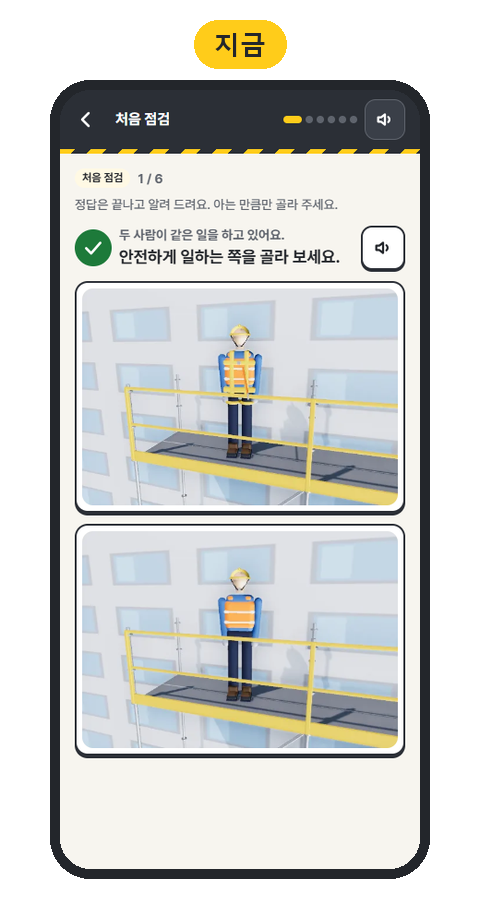 지금
처음 점검
처음 점검 1 / 6
정답은 끝나고 알려 드려요. 아는 만큼만 골라 주세요.
두 사람이 같은 일을 하고 있어요.
안전하게 일하는 쪽을 골라 보세요.